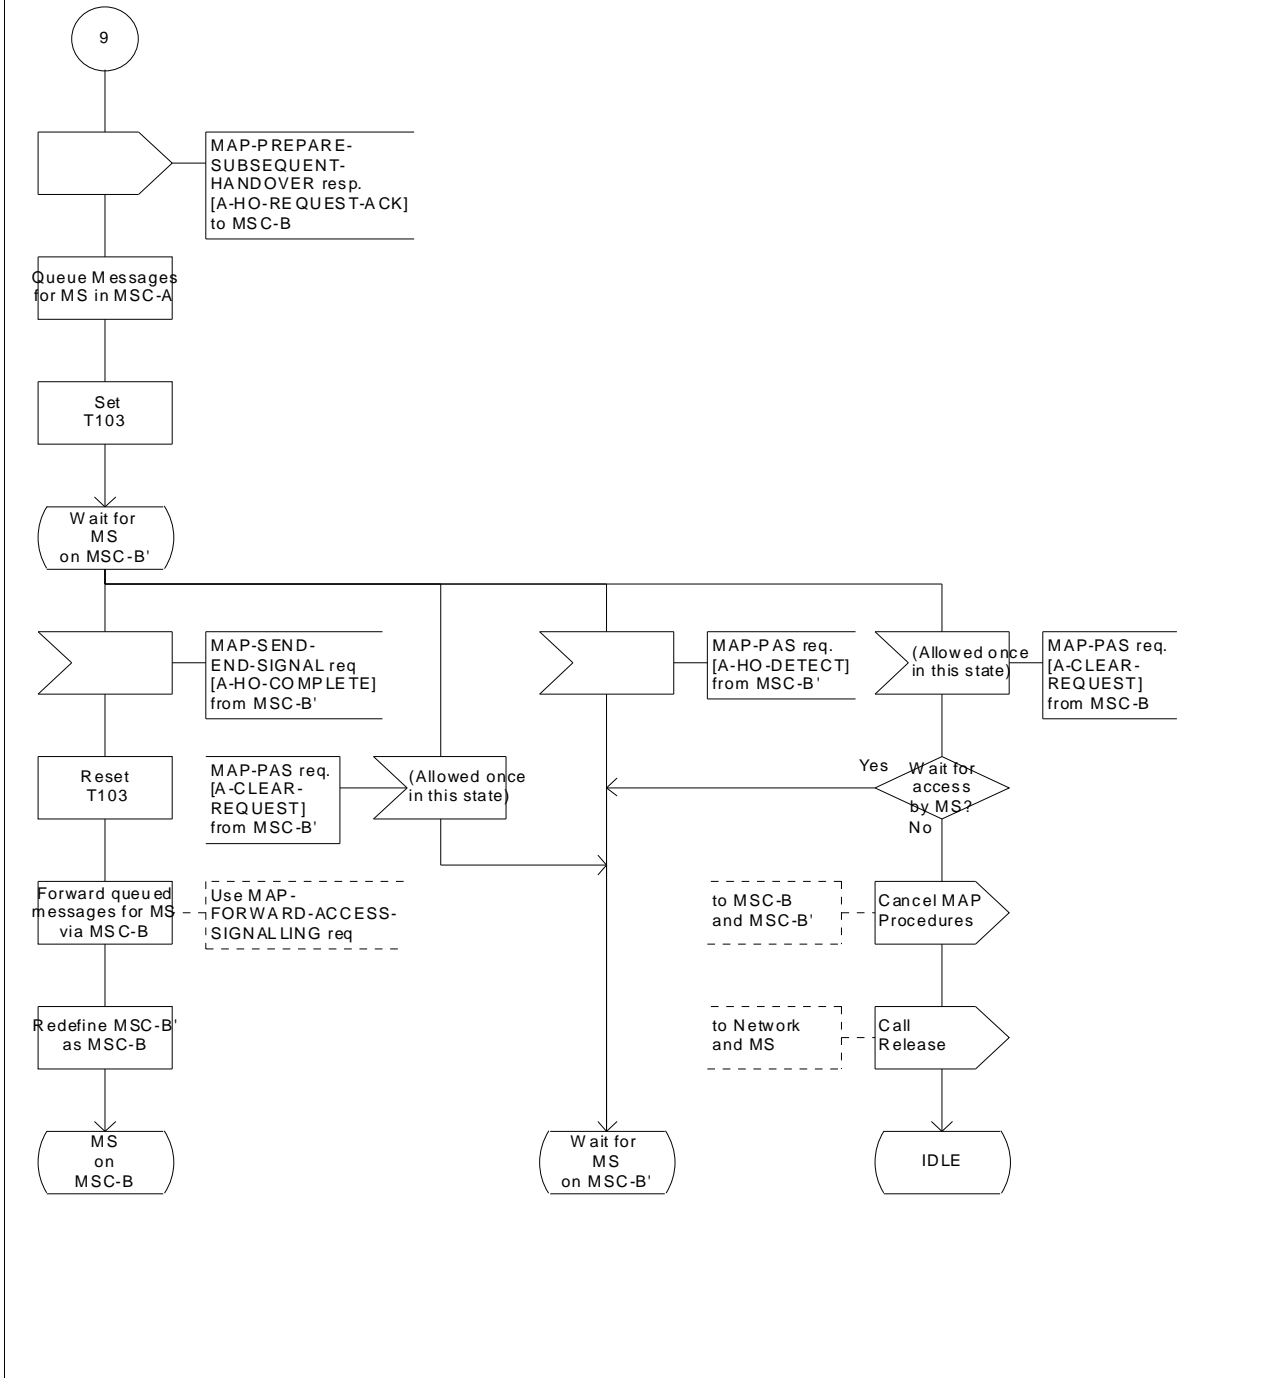 9
MAP-PREPARE-
SUBSEQUENT-
HANDOVER resp.
[A-HO-REQUEST-ACK]
to MSC-B
Queue Messages
for MS in MSC-A
Set
T103
Wait for
MS
on MSC-B'
MAP-SEND-
END-SIGNAL req
[A-HO-COMPLETE]
from MSC-B'
MAP-PAS req.
[A-HO-DETECT]
from MSC-B'
(Allowed once
in this state)
MAP-PAS req.
[A-CLEAR-
REQUEST]
from MSC-B
Reset
T103
MAP-PAS req.
[A-CLEAR-
REQUEST]
from MSC-B'
(Allowed once
in this state)
Yes
Wait for
access
by MS?
No
Forward queued
messages for MS
via MSC-B
Use MAP-
FORWARD-ACCESS-
SIGNALLING req
to MSC-B
and MSC-B'
Cancel MAP
Procedures
Redefine MSC-B'
as MSC-B
to Network
and MS
Call
Release
MS
on
MSC-B
Wait for
MS
on MSC-B'
IDLE